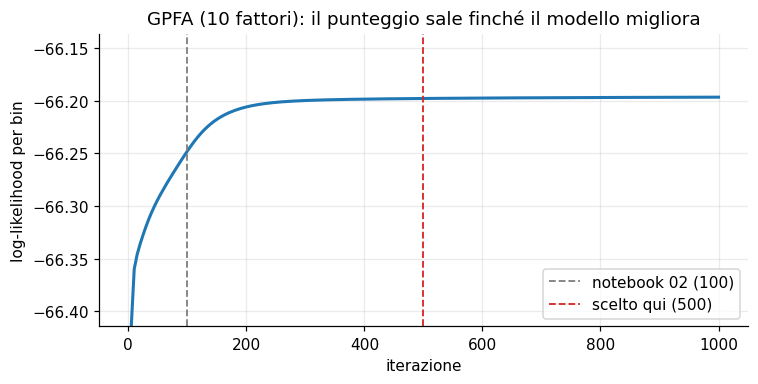 GPFA (10 fattori): il punteggio sale finché il modello migliora
log-likelihood per bin
−66.15
−66.20
−66.25
−66.30
−66.35
−66.40
notebook 02 (100)
scelto qui (500)
0
200
400
600
800
1000
iterazione